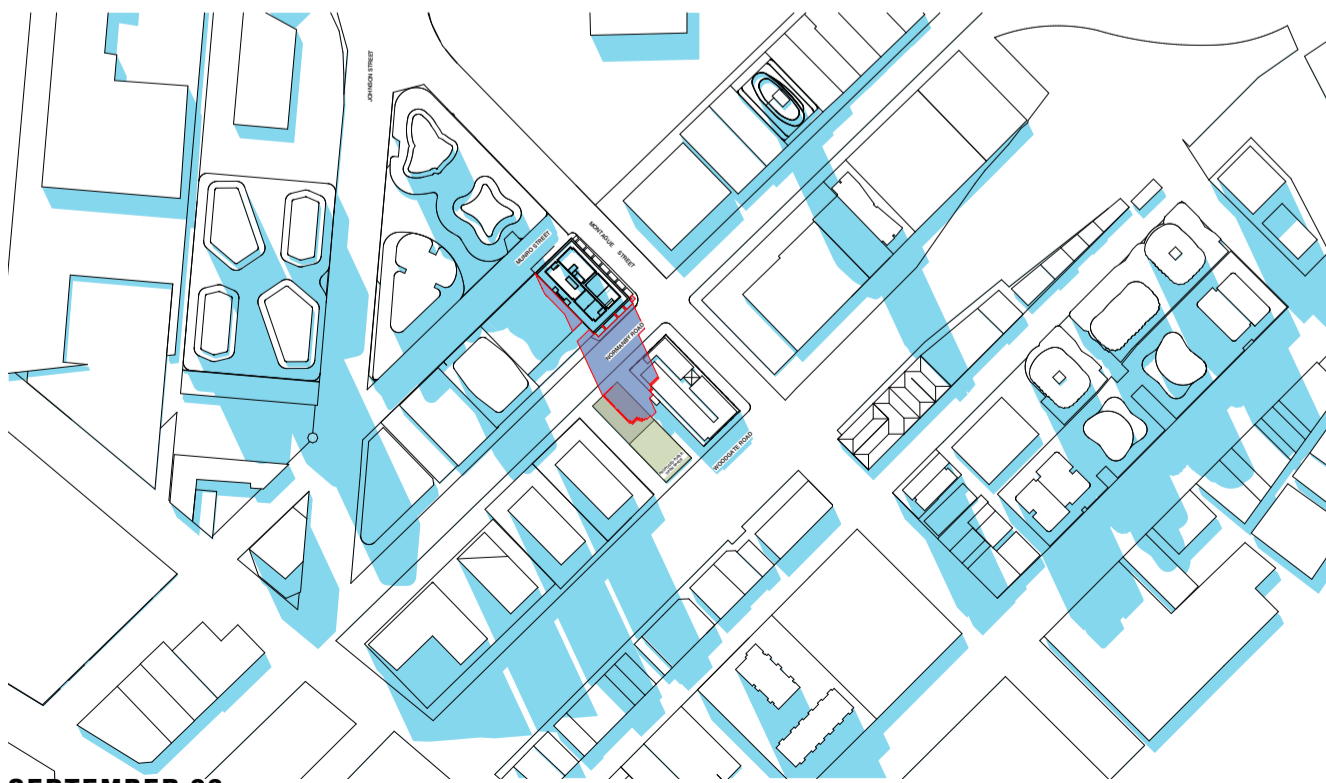 JOHNSON STREET
MUNRO STREET
MONTAGUE
STREET
NORMANBY ROAD
WOODGATE ROAD